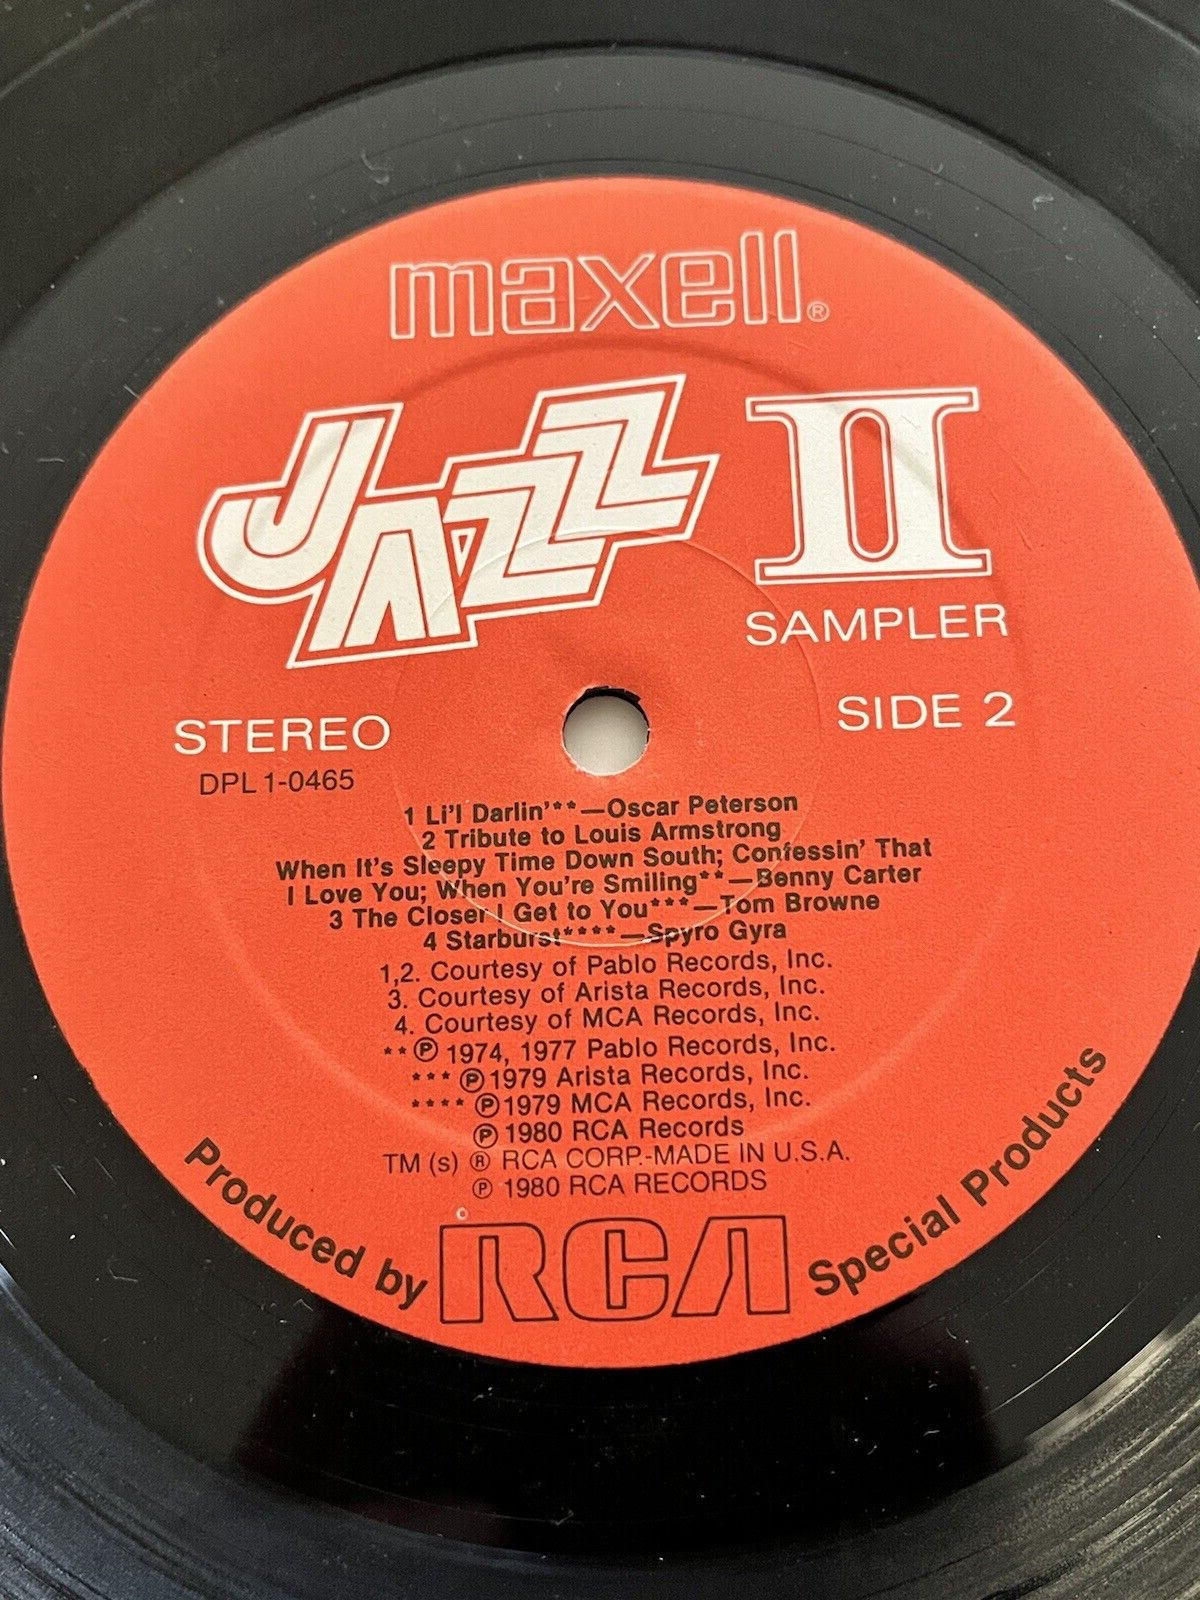 maxell®
JAZZ II
SAMPLER
STEREO
SIDE 2
DPL 1-0465
1 Li'l Darlin'**—Oscar Peterson
2 Tribute to Louis Armstrong
When It's Sleepy Time Down South; Confessin' That
I Love You; When You're Smiling**—Benny Carter
3 The Closer I Get to You***—Tom Browne
4 Starburst****—Spyro Gyra
1,2. Courtesy of Pablo Records, Inc.
3. Courtesy of Arista Records, Inc.
4. Courtesy of MCA Records, Inc.
**℗ 1974, 1977 Pablo Records, Inc.
***℗1979 Arista Records, Inc.
****℗1979 MCA Records, Inc.
℗ 1980 RCA Records
TM (s) ® RCA CORP.-MADE IN U.S.A.
℗ 1980 RCA RECORDS
Produced by RCA Special Products